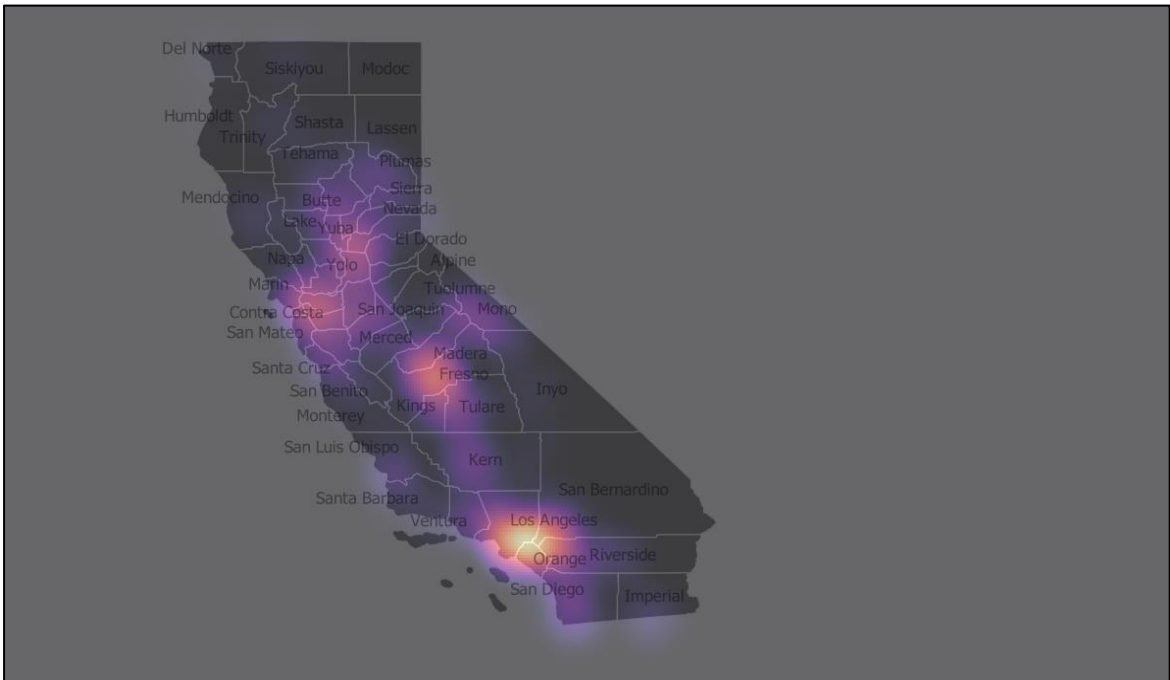 Del Norte
Siskiyou
Modoc
Humboldt
Shasta
Lassen
Trinity
Tehama
Plumas
Mendocino
Butte
Sierra
Nevada
Lake
Yuba
El Dorado
Napa
Yolo
Alpine
Marin
Tuolumne
Contra Costa
San Joaquin
Mono
San Mateo
Merced
Madera
Santa Cruz
Fresno
San Benito
Inyo
Monterey
Kings
Tulare
San Luis Obispo
Kern
San Bernardino
Santa Barbara
Ventura
Los Angeles
Orange
Riverside
San Diego
Imperial